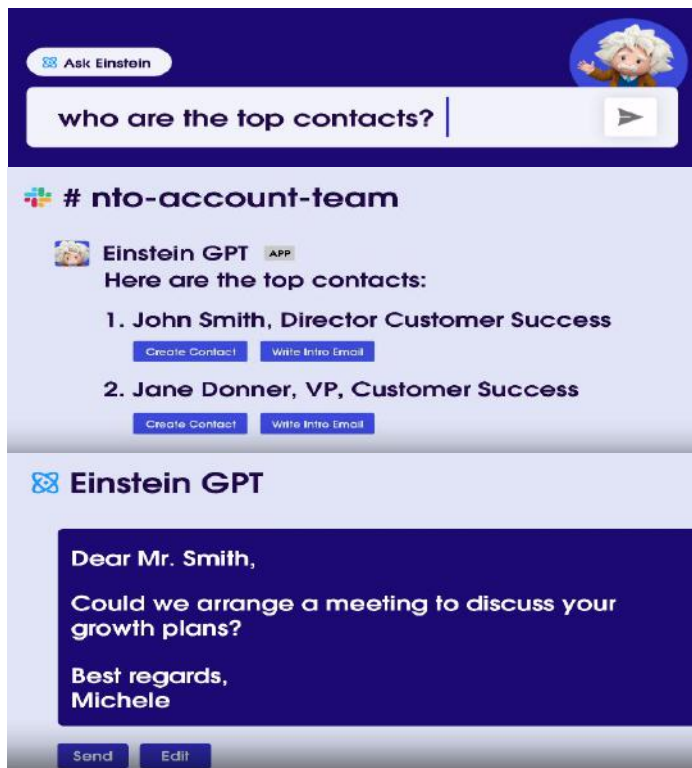 Ask Einstein
who are the top contacts?
# nto-account-team
Einstein GPT APP
Here are the top contacts:
1. John Smith, Director Customer Success
Create Contact Write Intro Email
2. Jane Donner, VP, Customer Success
Create Contact Write Intro Email
Einstein GPT
Dear Mr. Smith,
Could we arrange a meeting to discuss your
growth plans?
Best regards,
Michele
Send Edit